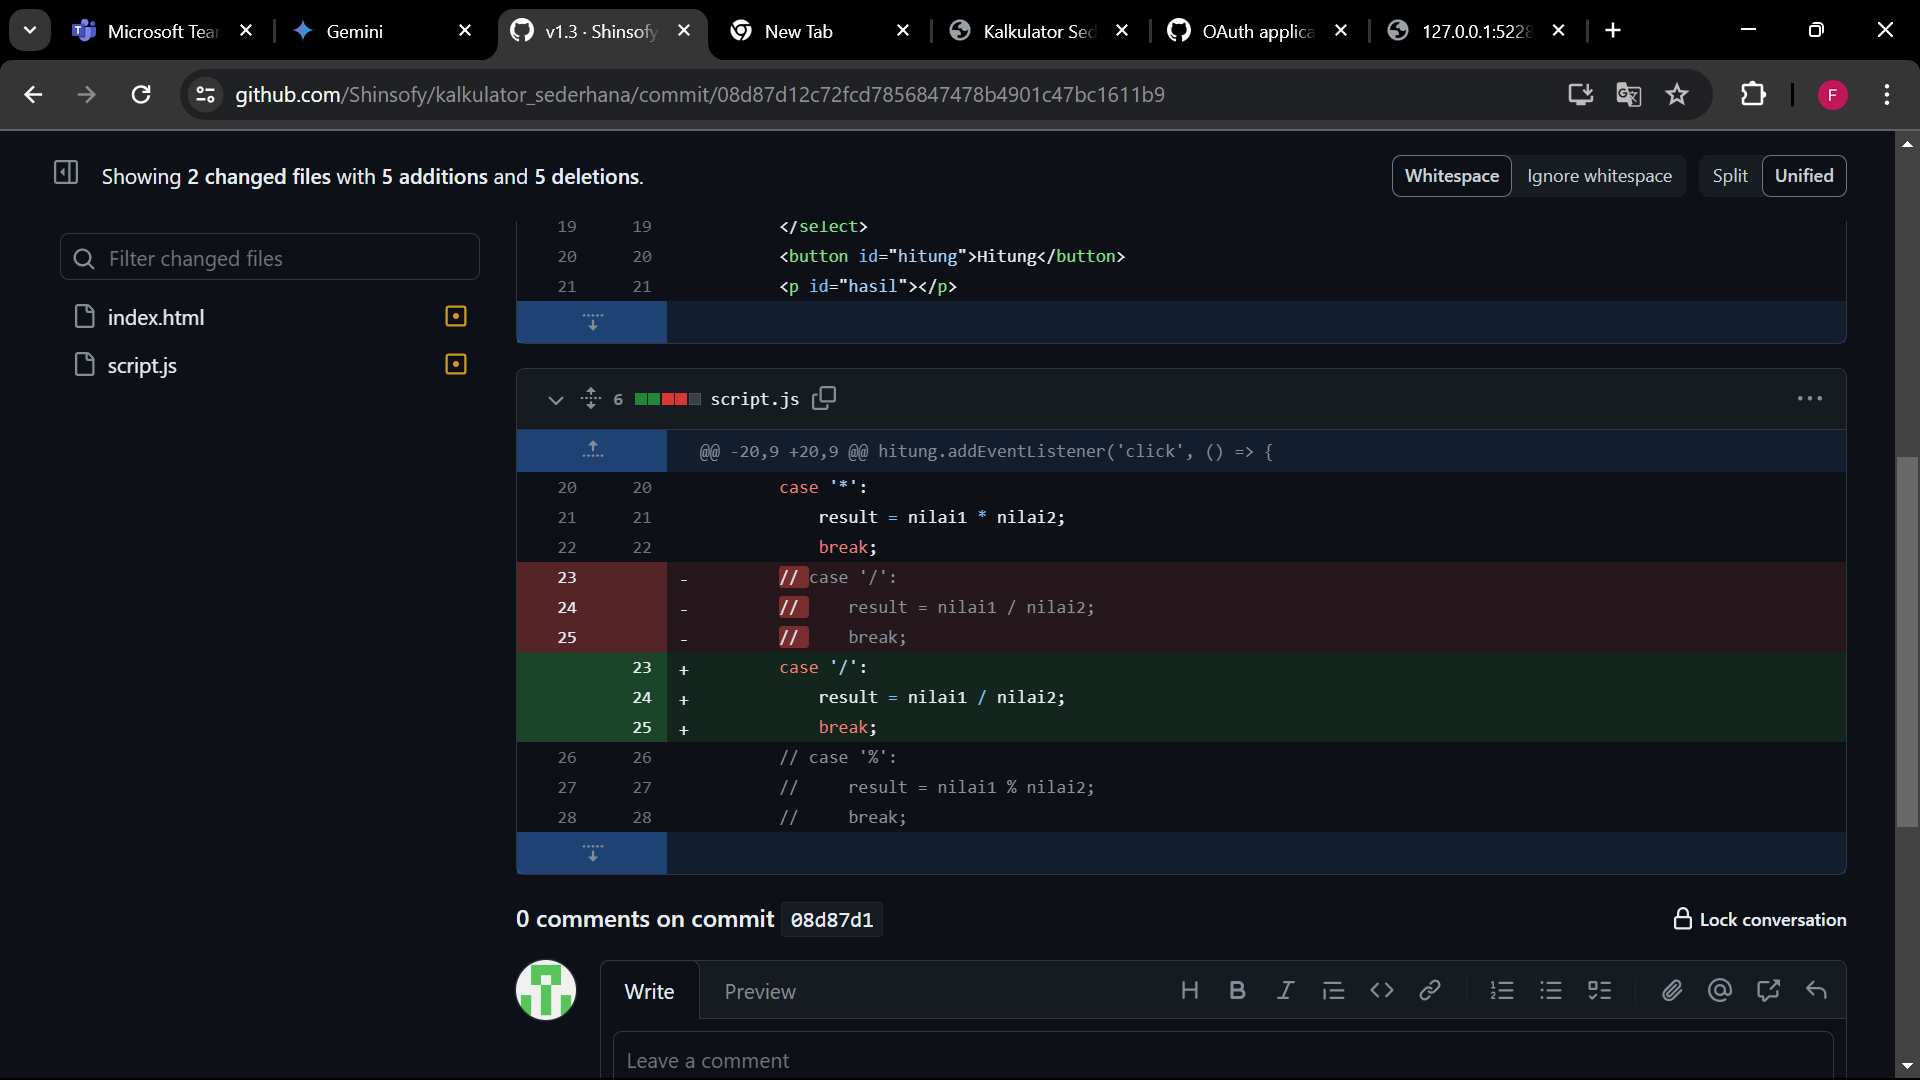 Microsoft Tear
Gemini
v1.3 · Shinsofy
New Tab
Kalkulator Sed
OAuth applica
127.0.0.1:5228
github.com/Shinsofy/kalkulator_sederhana/commit/08d87d12c72fcd7856847478b4901c47bc1611b9
F
Showing 2 changed files with 5 additions and 5 deletions.
Whitespace
Ignore whitespace
Split
Unified
Filter changed files
index.html
script.js
19 19 </select>
20 20 <button id="hitung">Hitung</button>
21 21 <p id="hasil"></p>
6 script.js
@@ -20,9 +20,9 @@ hitung.addEventListener('click', () => {
20 20 case '*':
21 21 result = nilai1 * nilai2;
22 22 break;
23 - // case '/':
24 - // result = nilai1 / nilai2;
25 - // break;
23 + case '/':
24 + result = nilai1 / nilai2;
25 + break;
26 26 // case '%':
27 27 // result = nilai1 % nilai2;
28 28 // break;
0 comments on commit 08d87d1
Lock conversation
Write
Preview
Leave a comment